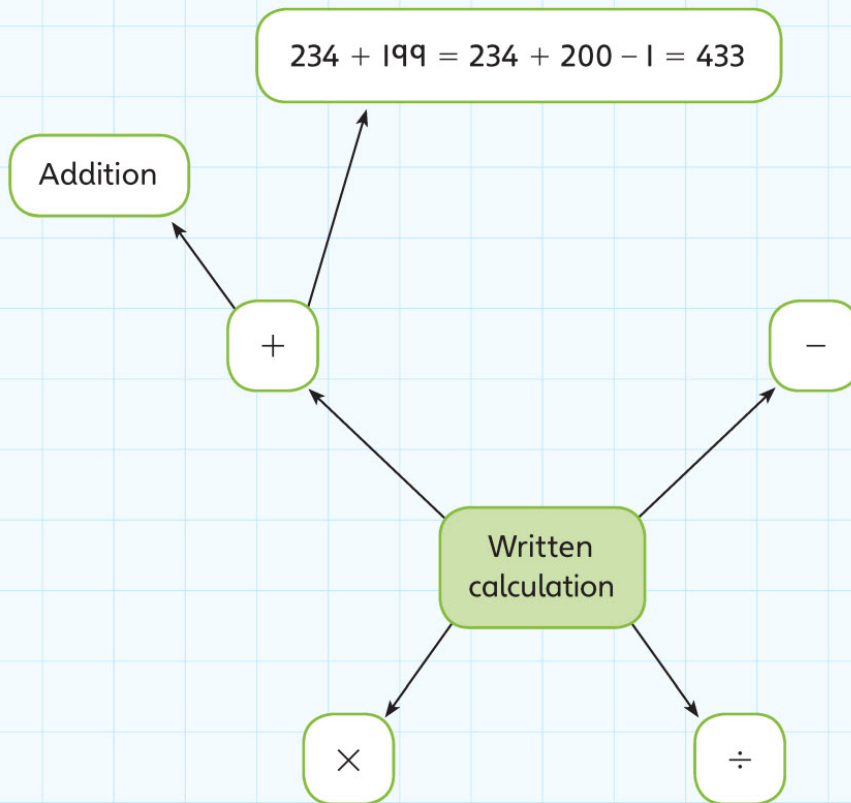 234 + 199 = 234 + 200 – 1 = 433
Addition
+
–
Written
calculation
×
÷